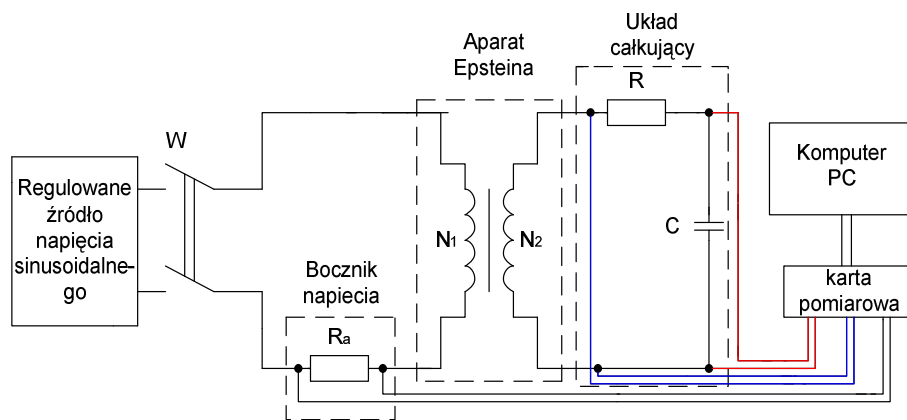 Układ
całkujący
Aparat
Epsteina
R
W
Komputer
PC
Regulowane
źródło
napięcia
sinusoidalne-
go
N1
N2
C
Bocznik
napiecia
karta
pomiarowa
Ra